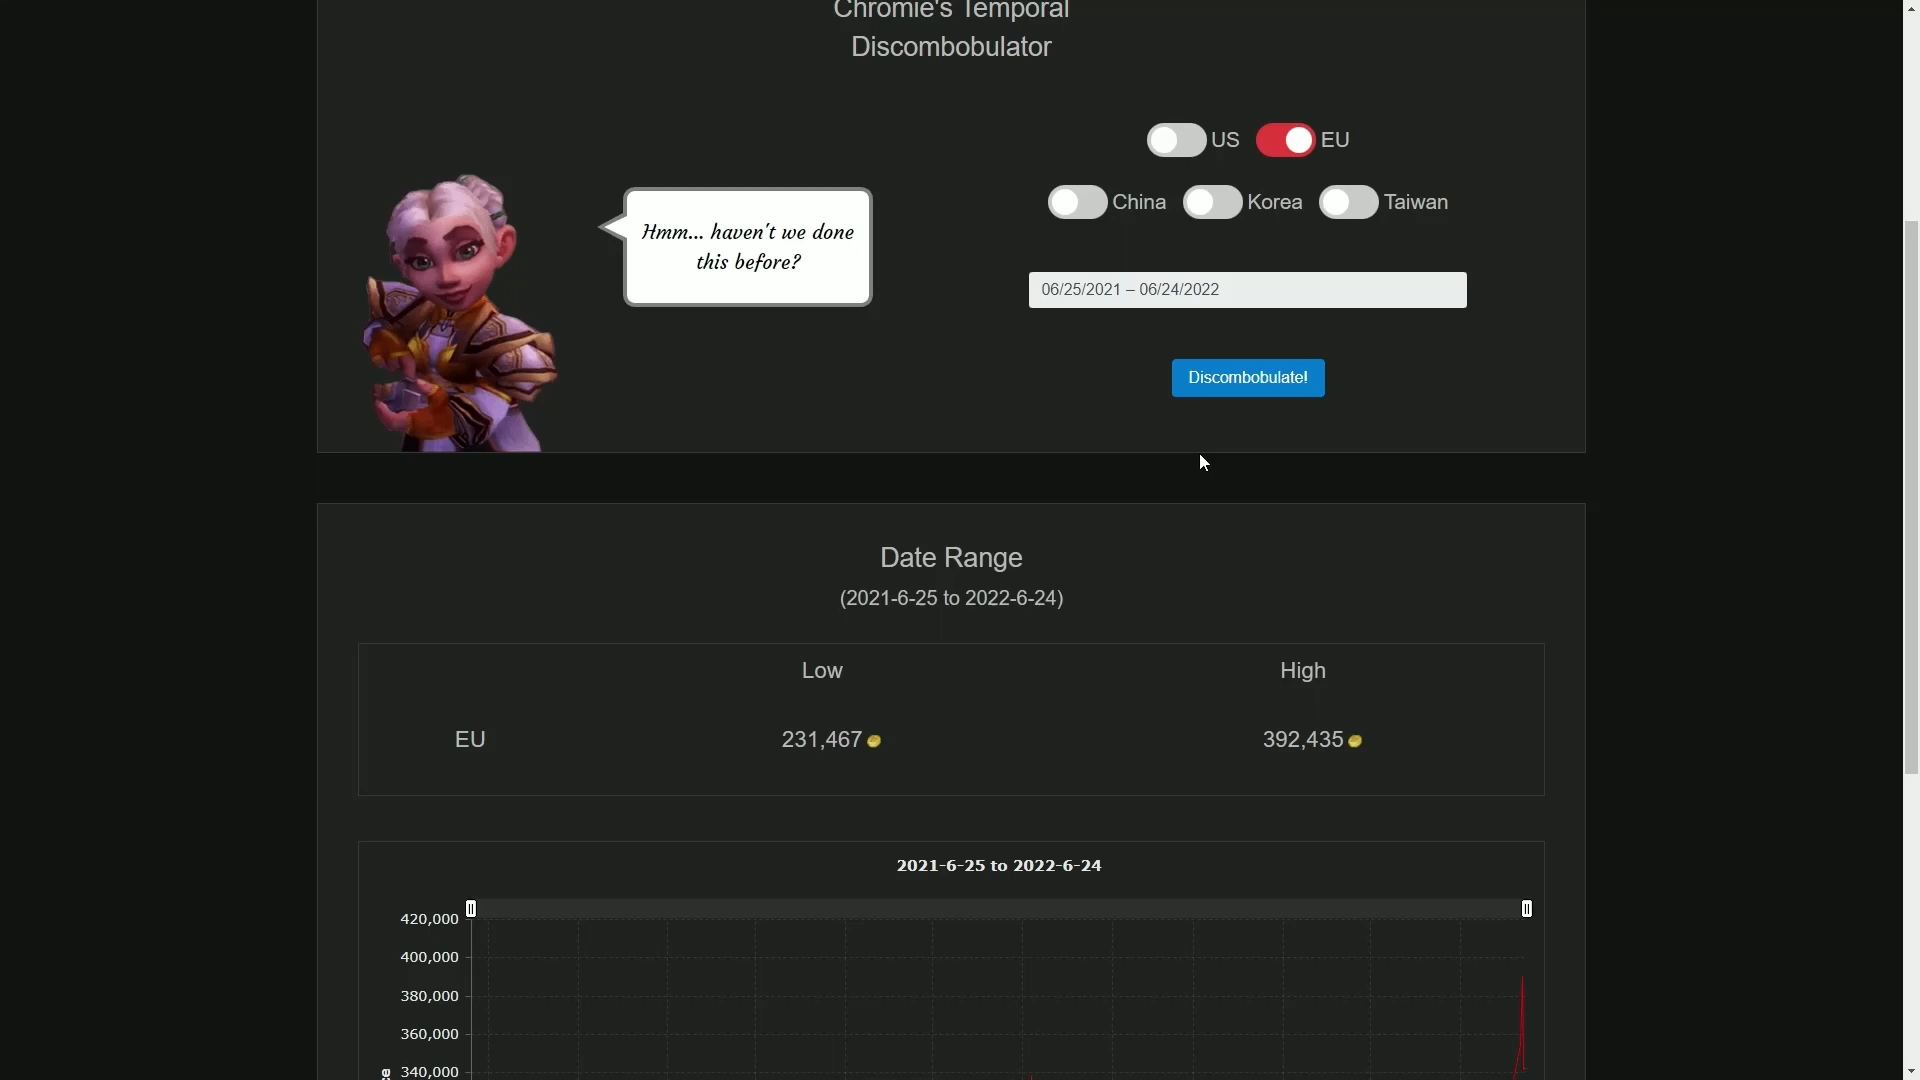 Chromie's Temporal
Discombobulator
US EU
China Korea Taiwan
Hmm... haven't we done
this before?
06/25/2021 – 06/24/2022
Discombobulate!
Date Range
(2021-6-25 to 2022-6-24)
Low High
EU 231,467 392,435
2021-6-25 to 2022-6-24
420,000
400,000
380,000
360,000
340,000